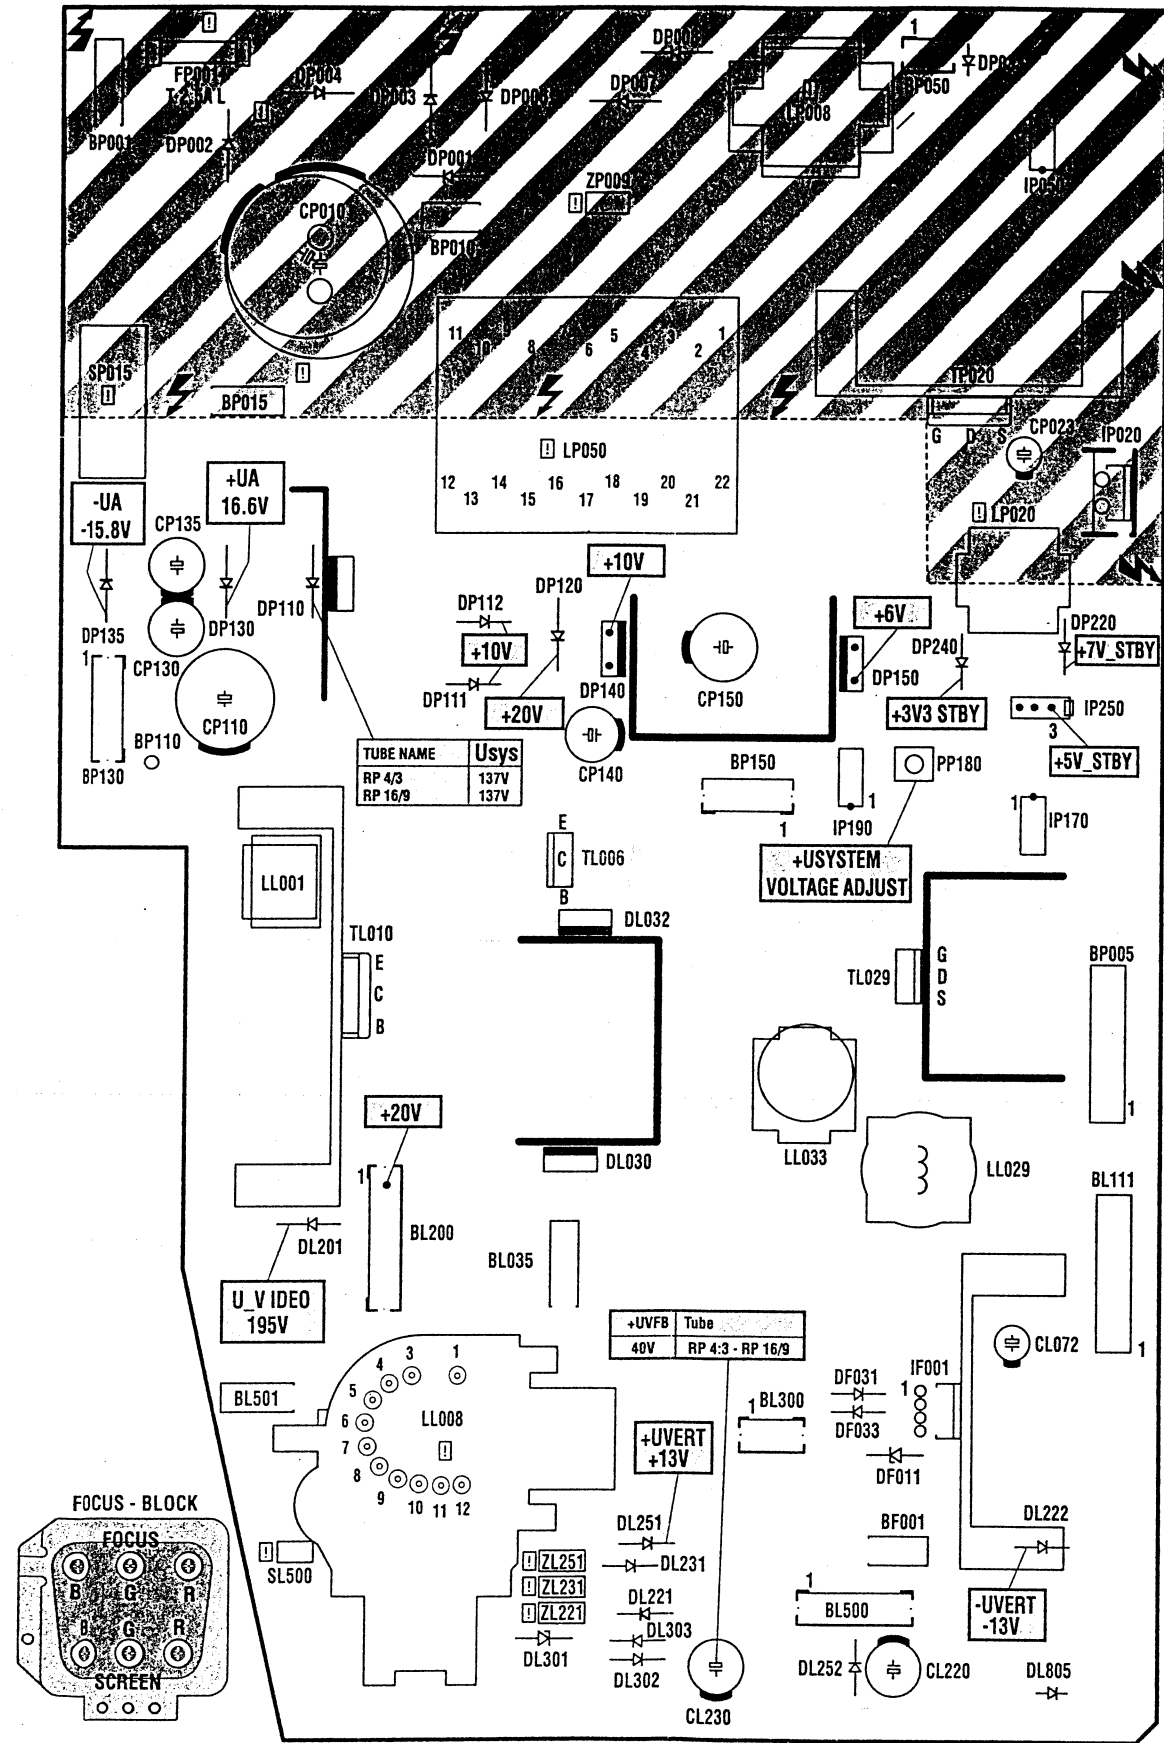 !
DP006
1
FP001
T2.5AL
DP004
DP003
DP005
DP007
LP008
BP050
BP001
DP002
!
!
DP001
ZP009
!
IP050
CP010
BP010
11 10 8 6 5 4 3 2 1
SP015
!
!
BP015
TP020
G D S
CP023
IP020
! LP050
12 13 14 15 16 17 18 19 20 21 22
! LP020
-UA
-15.8V
+UA
16.6V
CP135
+10V
DP110
DP112
DP120
+6V
DP220
DP135
DP130
+10V
DP240
+7V_STBY
1
CP130
DP111
DP140
CP150
DP150
CP110
+20V
+3V3 STBY
IP250
3
BP110
BP130
TUBE NAME Usys
RP 4/3 137V
RP 16/9 137V
CP140
BP150
1
PP180
+5V_STBY
1
IP190
1
IP170
E
C
B
TL006
+USYSTEM
VOLTAGE ADJUST
LL001
DL032
TL010
E
C
B
TL029
G
D
S
BP005
1
+20V
LL033
DL030
LL029
BL111
1
1
BL200
DL201
BL035
U_VIDEO
195V
+UVFB Tube
40V RP 4:3 - RP 16/9
CL072
1
BL501
1
3
4
5
6
7
8
9
10
11
12
LL008
!
DF031
DF033
IF001
1
1
BL300
+UVERT
+13V
DF011
FOCUS - BLOCK
FOCUS
B G R
B G R
SCREEN
!
SL500
DL251
BF001
DL222
! ZL251
! ZL231
! ZL221
DL231
DL221
DL303
DL301
DL302
1
BL500
-UVERT
-13V
DL252
CL220
DL805
CL230